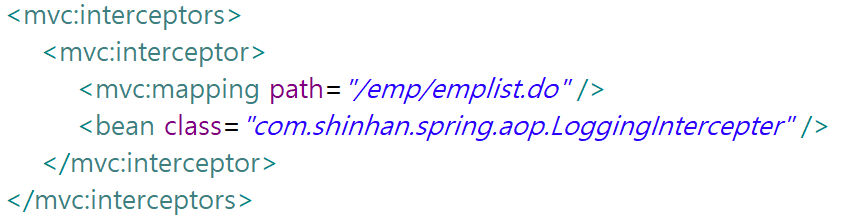 <mvc:interceptors>
<mvc:interceptor>
<mvc:mapping path="/emp/emplist.do" />
<bean class="com.shinhan.spring.aop.LoggingIntercepter" />
</mvc:interceptor>
</mvc:interceptors>